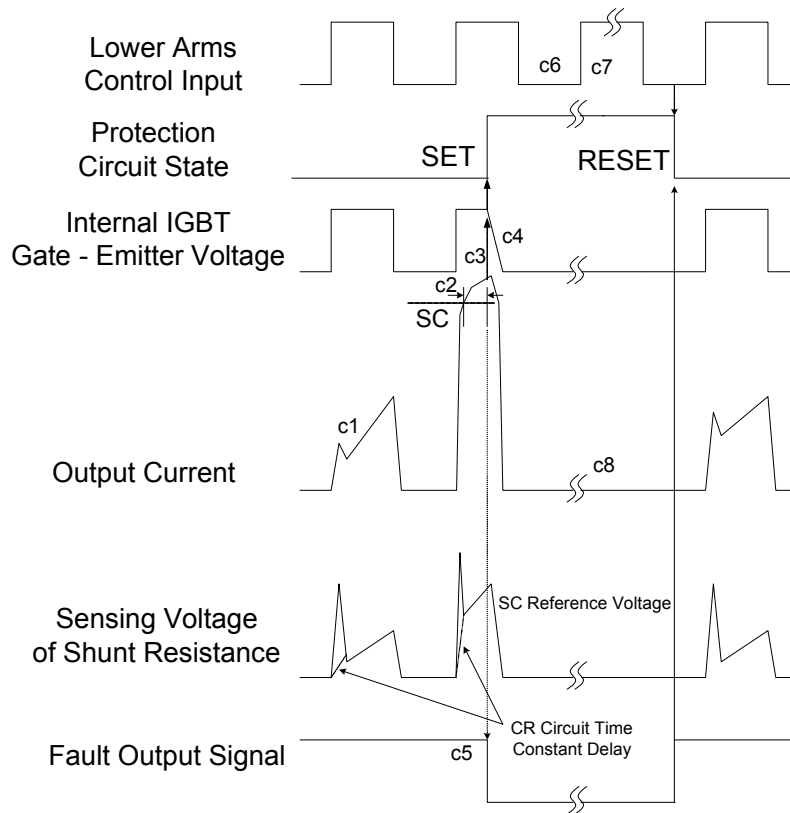 Lower Arms
Control Input
c6
c7
Protection
Circuit State
SET
RESET
Internal IGBT
Gate - Emitter Voltage
c4
c3
c2
SC
c1
Output Current
c8
SC Reference Voltage
Sensing Voltage
of Shunt Resistance
CR Circuit Time
Constant Delay
Fault Output Signal
c5